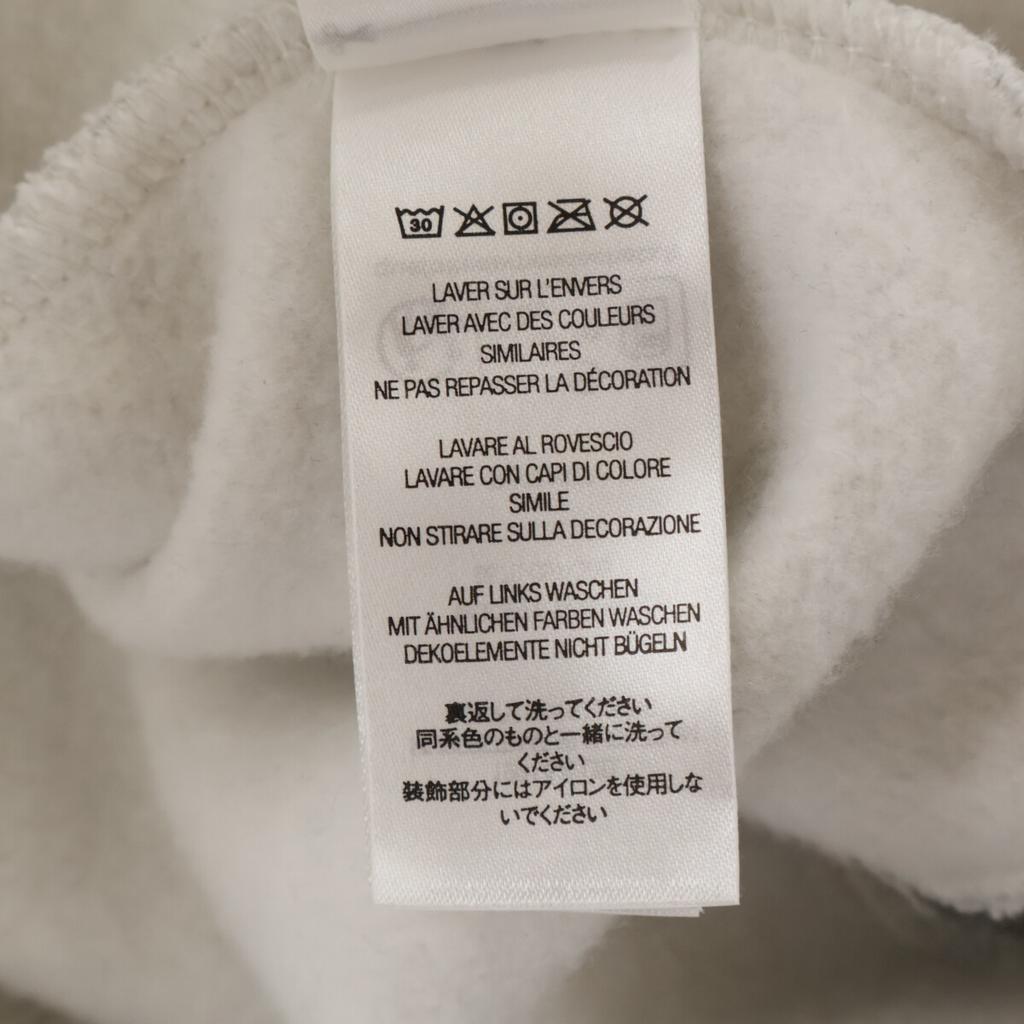 30
LAVER SUR L'ENVERS
LAVER AVEC DES COULEURS
SIMILAIRES
NE PAS REPASSER LA DÉCORATION
LAVARE AL ROVESCIO
LAVARE CON CAPI DI COLORE
SIMILE
NON STIRARE SULLA DECORAZIONE
AUF LINKS WASCHEN
MIT ÄHNLICHEN FARBEN WASCHEN
DEKOELEMENTE NICHT BÜGELN
裏返して洗ってください
同系色のものと一緒に洗って
ください
装飾部分にはアイロンを使用しな
いでください